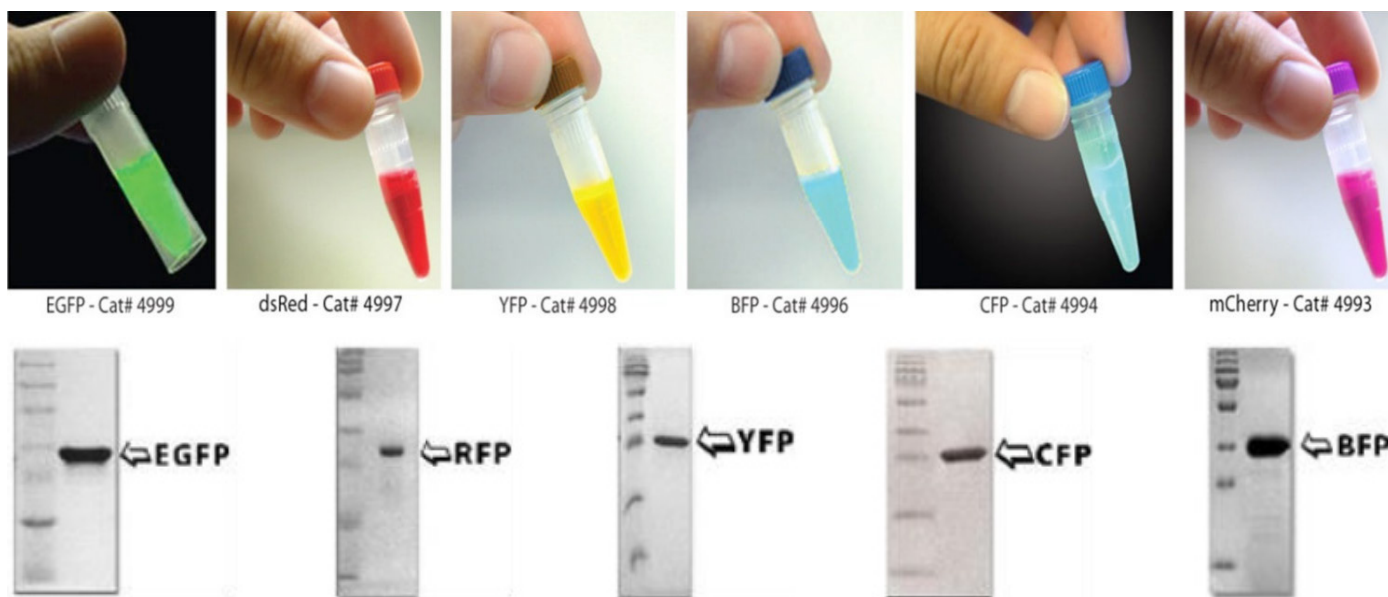 EGFP - Cat# 4999
dsRed - Cat# 4997
YFP - Cat# 4998
BFP - Cat# 4996
CFP - Cat# 4994
mCherry - Cat# 4993
EGFP
RFP
YFP
CFP
BFP